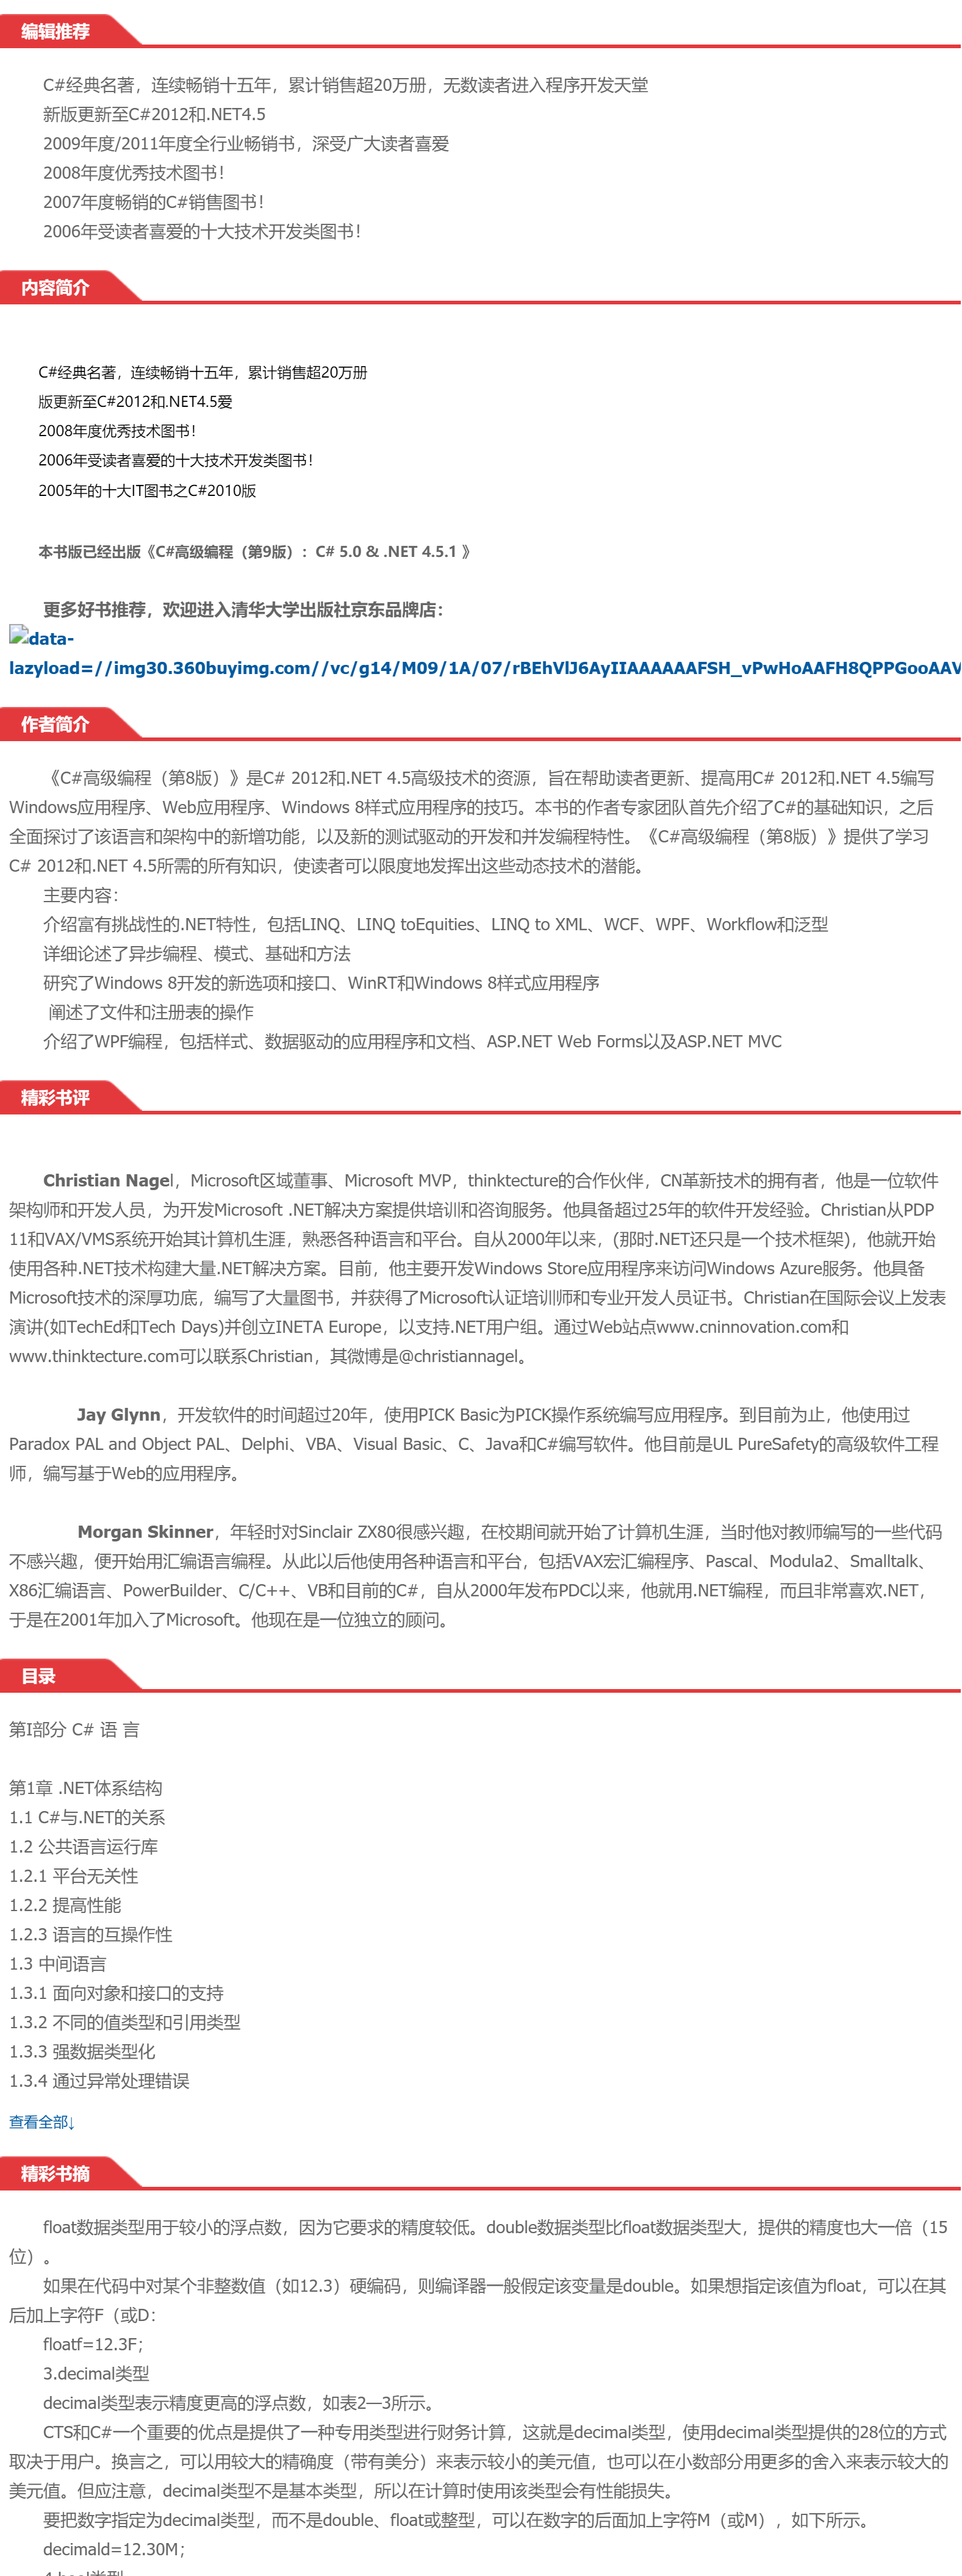 编辑推荐
C#经典名著，连续畅销十五年，累计销售超20万册，无数读者进入程序开发天堂
新版更新至C#2012和.NET4.5
2009年度/2011年度全行业畅销书，深受广大读者喜爱
2008年度优秀技术图书！
2007年度畅销的C#销售图书！
2006年受读者喜爱的十大技术开发类图书！
内容简介
C#经典名著，连续畅销十五年，累计销售超20万册
版更新至C#2012和.NET4.5爱
2008年度优秀技术图书！
2006年受读者喜爱的十大技术开发类图书！
2005年的十大IT图书之C#2010版
本书版已经出版《C#高级编程（第9版）：C# 5.0 & .NET 4.5.1 》
更多好书推荐，欢迎进入清华大学出版社京东品牌店：
data-
lazyload=//img30.360buyimg.com//vc/g14/M09/1A/07/rBEhVlJ6AyIIAAAAAAFSH_vPwHoAAFH8QPPGooAAV
作者简介
《C#高级编程（第8版）》是C# 2012和.NET 4.5高级技术的资源，旨在帮助读者更新、提高用C# 2012和.NET 4.5编写
Windows应用程序、Web应用程序、Windows 8样式应用程序的技巧。本书的作者专家团队首先介绍了C#的基础知识，之后
全面探讨了该语言和架构中的新增功能，以及新的测试驱动的开发和并发编程特性。《C#高级编程（第8版）》提供了学习
C# 2012和.NET 4.5所需的所有知识，使读者可以限度地发挥出这些动态技术的潜能。
主要内容：
介绍富有挑战性的.NET特性，包括LINQ、LINQ toEquities、LINQ to XML、WCF、WPF、Workflow和泛型
详细论述了异步编程、模式、基础和方法
研究了Windows 8开发的新选项和接口、WinRT和Windows 8样式应用程序
阐述了文件和注册表的操作
介绍了WPF编程，包括样式、数据驱动的应用程序和文档、ASP.NET Web Forms以及ASP.NET MVC
精彩书评
Christian Nagel，Microsoft区域董事、Microsoft MVP，thinktecture的合作伙伴，CN革新技术的拥有者，他是一位软件
架构师和开发人员，为开发Microsoft .NET解决方案提供培训和咨询服务。他具备超过25年的软件开发经验。Christian从PDP
11和VAX/VMS系统开始其计算机生涯，熟悉各种语言和平台。自从2000年以来，(那时.NET还只是一个技术框架)，他就开始
使用各种.NET技术构建大量.NET解决方案。目前，他主要开发Windows Store应用程序来访问Windows Azure服务。他具备
Microsoft技术的深厚功底，编写了大量图书，并获得了Microsoft认证培训师和专业开发人员证书。Christian在国际会议上发表
演讲(如TechEd和Tech Days)并创立INETA Europe，以支持.NET用户组。通过Web站点www.cninnovation.com和
www.thinktecture.com可以联系Christian，其微博是@christiannagel。
Jay Glynn，开发软件的时间超过20年，使用PICK Basic为PICK操作系统编写应用程序。到目前为止，他使用过
Paradox PAL and Object PAL、Delphi、VBA、Visual Basic、C、Java和C#编写软件。他目前是UL PureSafety的高级软件工程
师，编写基于Web的应用程序。
Morgan Skinner，年轻时对Sinclair ZX80很感兴趣，在校期间就开始了计算机生涯，当时他对教师编写的一些代码
不感兴趣，便开始用汇编语言编程。从此以后他使用各种语言和平台，包括VAX宏汇编程序、Pascal、Modula2、Smalltalk、
X86汇编语言、PowerBuilder、C/C++、VB和目前的C#，自从2000年发布PDC以来，他就用.NET编程，而且非常喜欢.NET，
于是在2001年加入了Microsoft。他现在是一位独立的顾问。
目录
第I部分 C# 语 言
第1章 .NET体系结构
1.1 C#与.NET的关系
1.2 公共语言运行库
1.2.1 平台无关性
1.2.2 提高性能
1.2.3 语言的互操作性
1.3 中间语言
1.3.1 面向对象和接口的支持
1.3.2 不同的值类型和引用类型
1.3.3 强数据类型化
1.3.4 通过异常处理错误
查看全部↓
精彩书摘
float数据类型用于较小的浮点数，因为它要求的精度较低。double数据类型比float数据类型大，提供的精度也大一倍（15
位）。
如果在代码中对某个非整数值（如12.3）硬编码，则编译器一般假定该变量是double。如果想指定该值为float，可以在其
后加上字符F（或D：
floatf=12.3F；
3.decimal类型
decimal类型表示精度更高的浮点数，如表2—3所示。
CTS和C#一个重要的优点是提供了一种专用类型进行财务计算，这就是decimal类型，使用decimal类型提供的28位的方式
取决于用户。换言之，可以用较大的精确度（带有美分）来表示较小的美元值，也可以在小数部分用更多的舍入来表示较大的
美元值。但应注意，decimal类型不是基本类型，所以在计算时使用该类型会有性能损失。
要把数字指定为decimal类型，而不是double、float或整型，可以在数字的后面加上字符M（或M），如下所示。
decimald=12.30M；